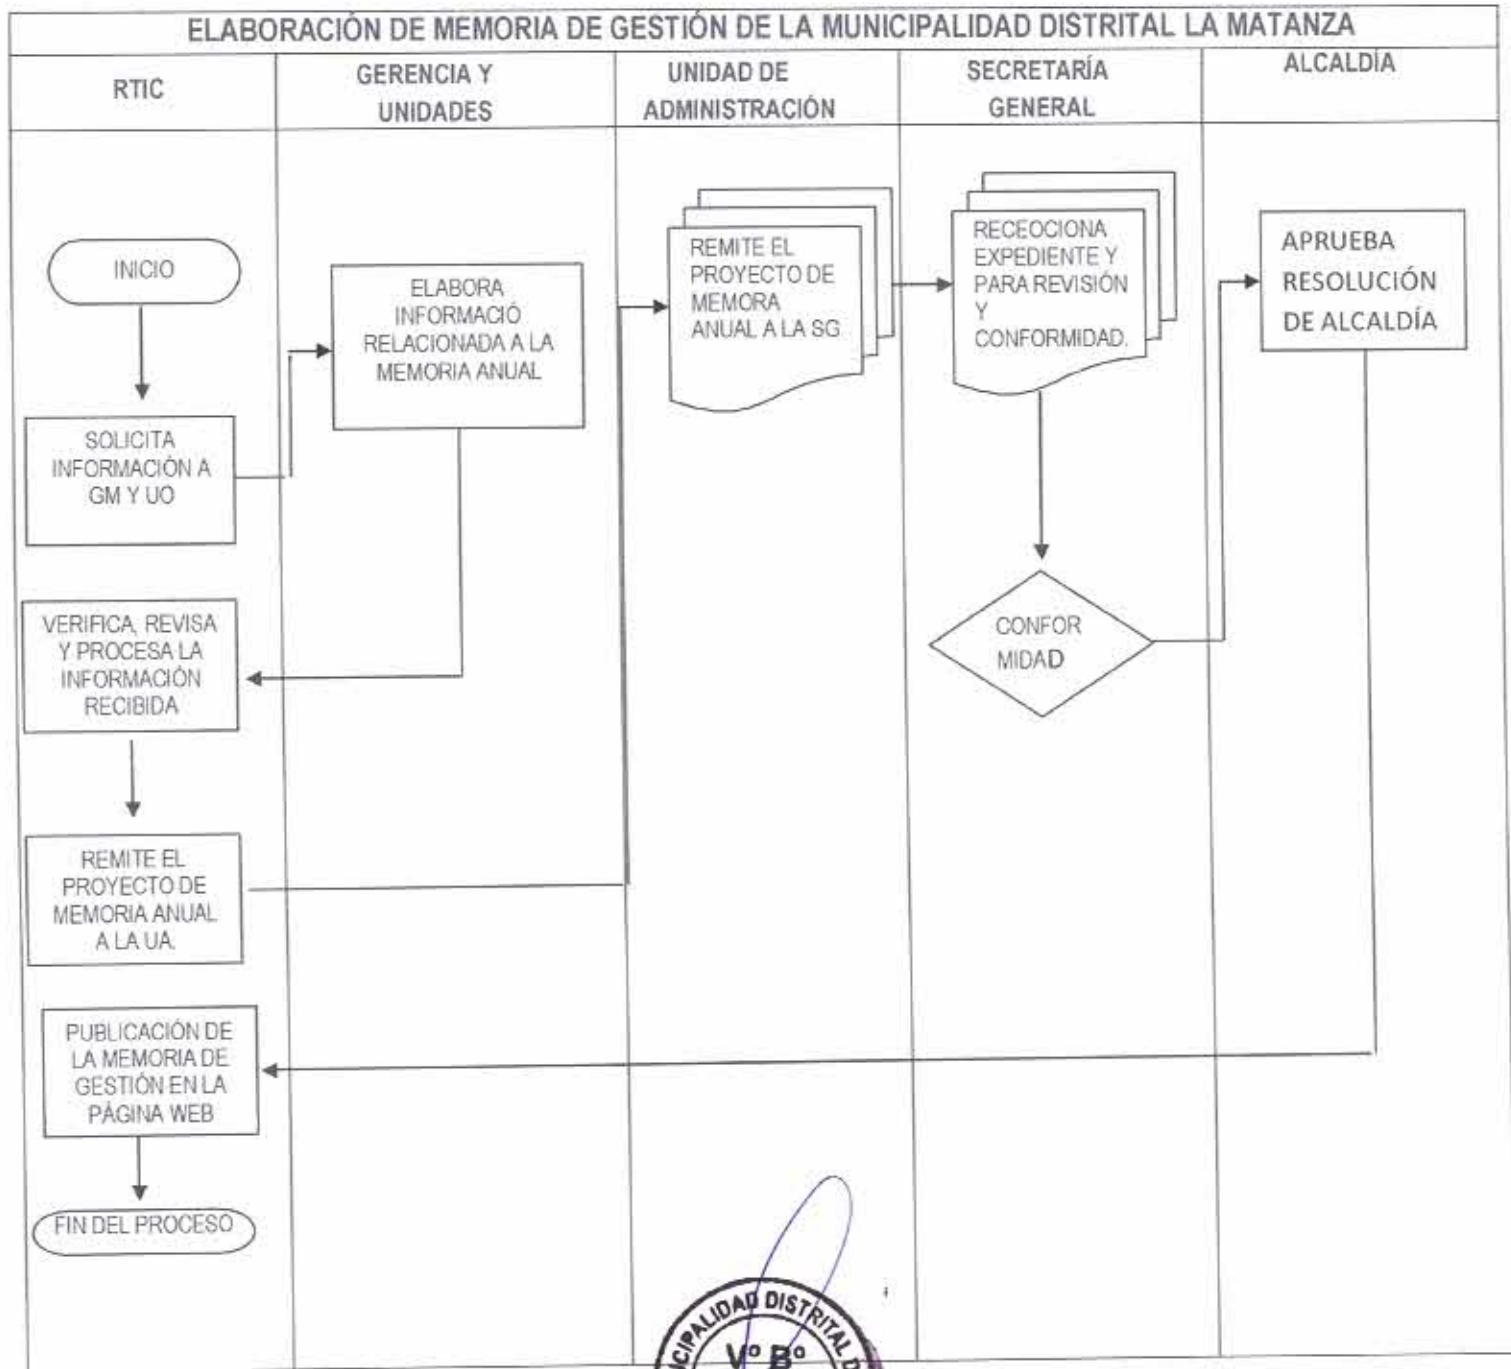 ELABORACIÓN DE MEMORIA DE GESTIÓN DE LA MUNICIPALIDAD DISTRITAL LA MATANZA
RTIC
GERENCIA Y
UNIDADES
UNIDAD DE
ADMINISTRACIÓN
SECRETARÍA
GENERAL
ALCALDÍA
INICIO
SOLICITA
INFORMACIÓN A
GM Y UO
ELABORA
INFORMACIÓ
RELACIONADA A LA
MEMORIA ANUAL
VERIFICA, REVISA
Y PROCESA LA
INFORMACIÓN
RECIBIDA
REMITE EL
PROYECTO DE
MEMORIA ANUAL
A LA UA.
REMITE EL
PROYECTO DE
MEMORA
ANUAL A LA SG
RECEOCIONA
EXPEDIENTE Y
PARA REVISIÓN
Y
CONFORMIDAD.
CONFOR
MIDAD
APRUEBA
RESOLUCIÓN
DE ALCALDÍA
PUBLICACIÓN DE
LA MEMORIA DE
GESTIÓN EN LA
PÁGINA WEB
FIN DEL PROCESO
DISTRITAL
Vº Bº